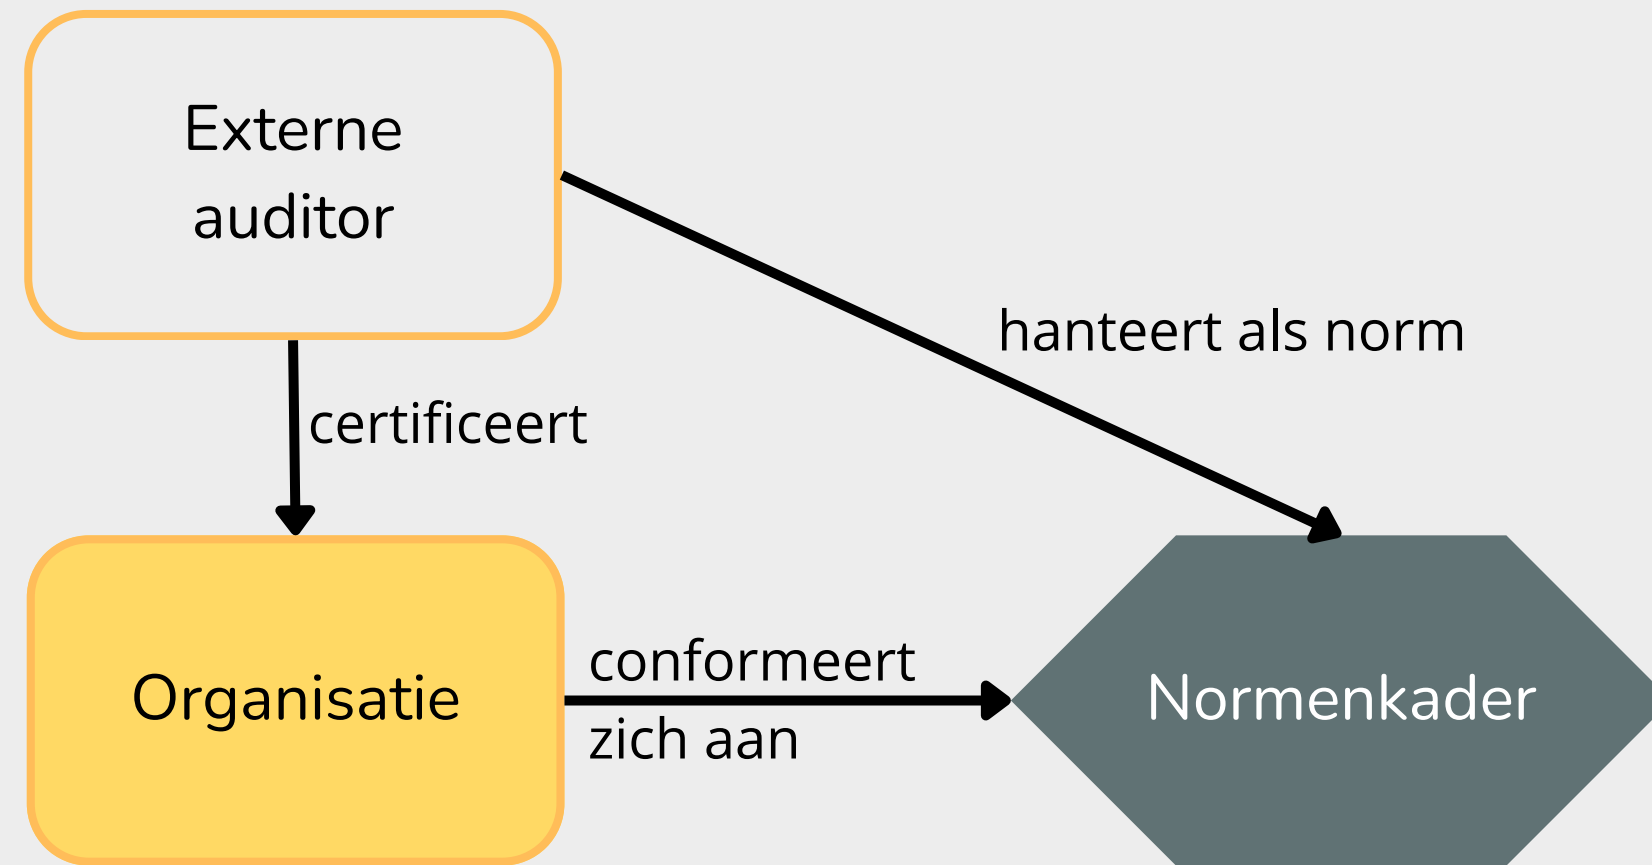 Externe
auditor
hanteert als norm
certificeert
conformeert
zich aan
Organisatie
Normenkader